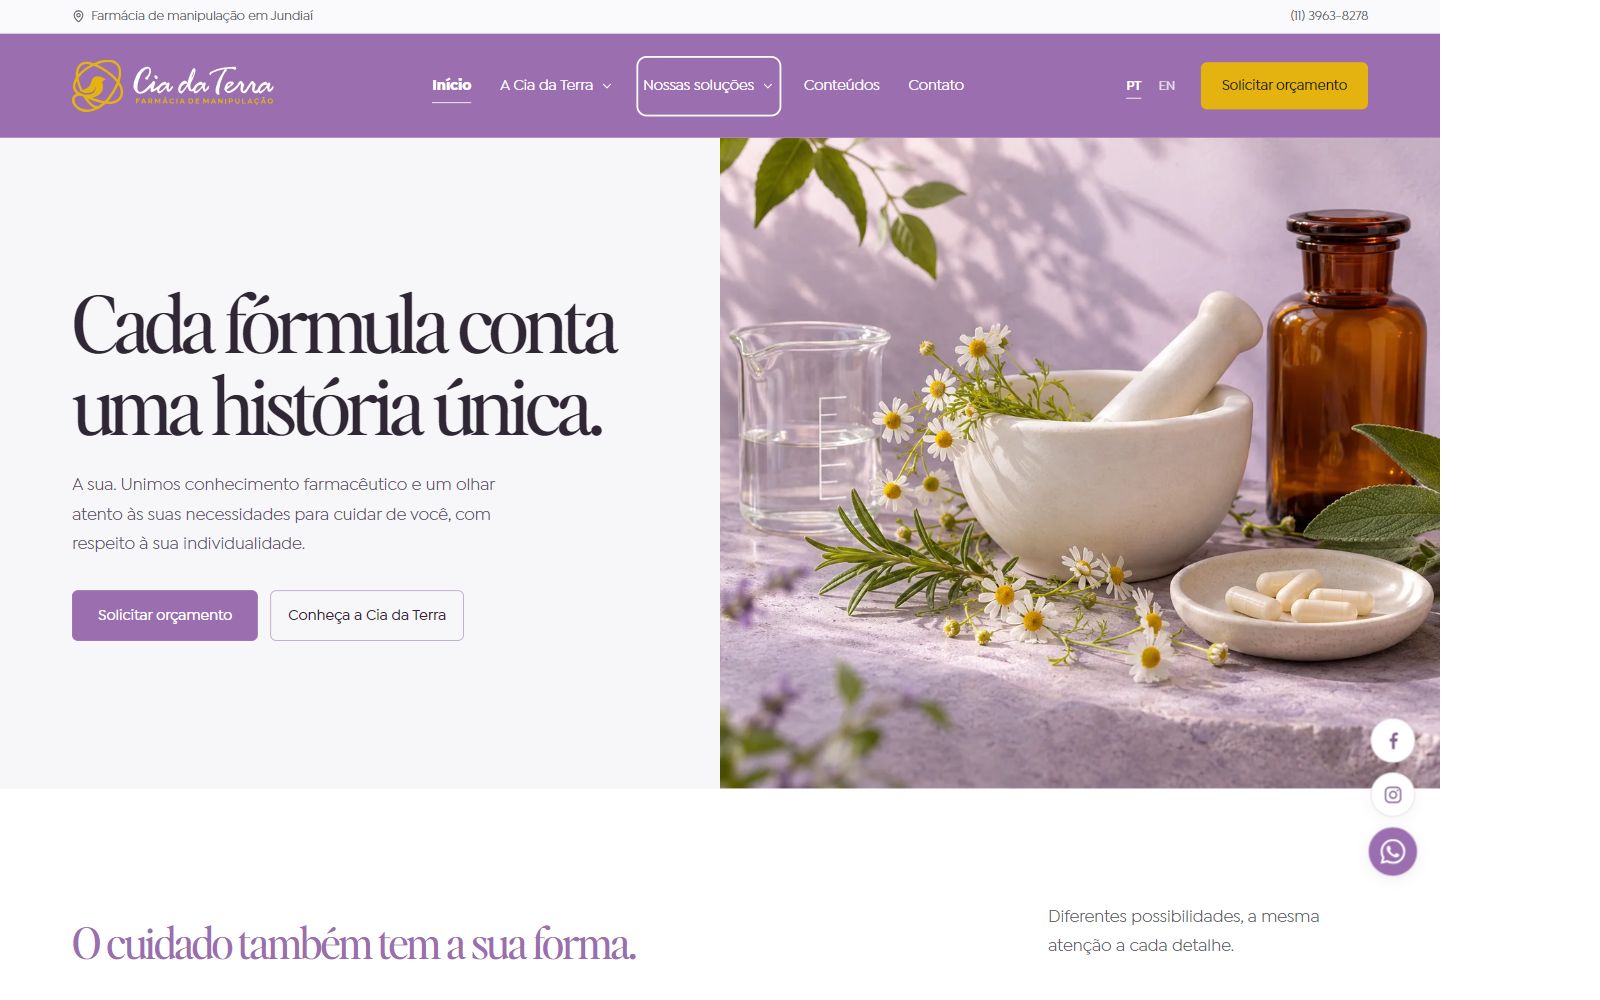 Farmácia de manipulação em Jundiaí
(11) 3963-8278
Cia da Terra
FARMÁCIA DE MANIPULAÇÃO
Início
A Cia da Terra
Nossas soluções
Conteúdos
Contato
PT
EN
Solicitar orçamento
Cada fórmula conta
uma história única.
A sua. Unimos conhecimento farmacêutico e um olhar
atento às suas necessidades para cuidar de você, com
respeito à sua individualidade.
Solicitar orçamento
Conheça a Cia da Terra
O cuidado também tem a sua forma.
Diferentes possibilidades, a mesma
atenção a cada detalhe.